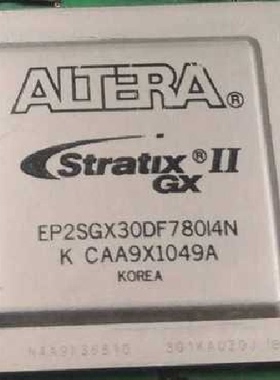 ALTERA®
Stratix® II
GX
EP2SGX30DF780I4N
K CAA9X1049A
KOREA